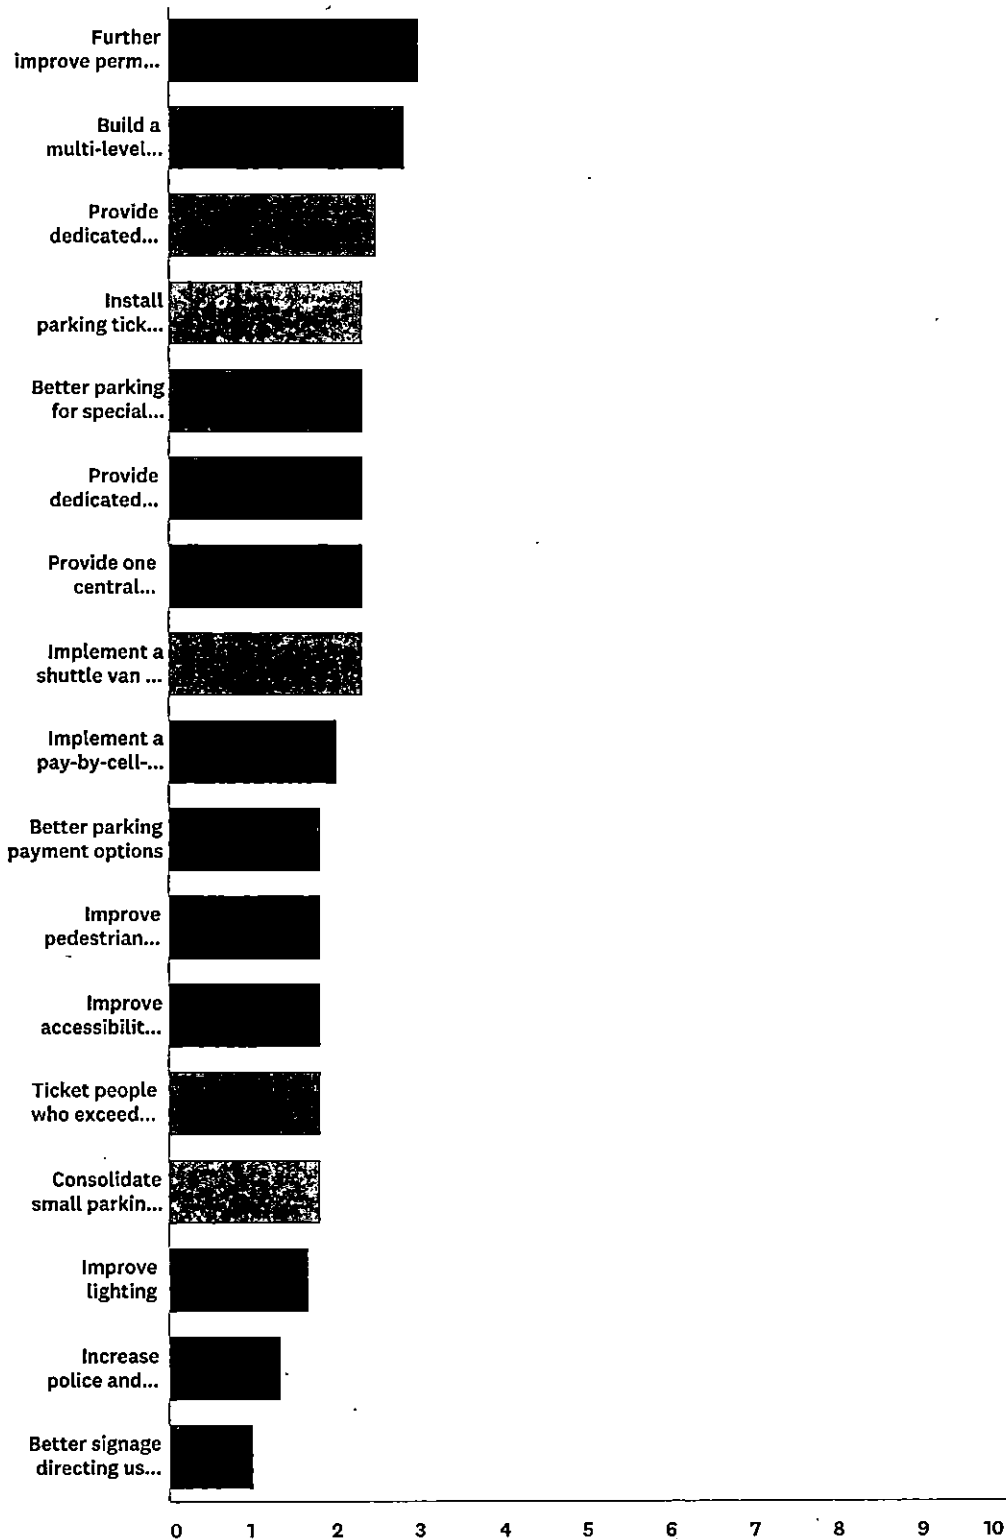 Further
improve perm...
Build a
multi-level...
Provide
dedicated...
Install
parking tick...
Better parking
for special...
Provide
dedicated...
Provide one
central...
Implement a
shuttle van ...
Implement a
pay-by-cell-...
Better parking
payment options
Improve
pedestrian...
Improve
accessibilit...
Ticket people
who exceed...
Consolidate
small parkin...
Improve
lighting
Increase
police and...
Better signage
directing us...
0 1 2 3 4 5 6 7 8 9 10